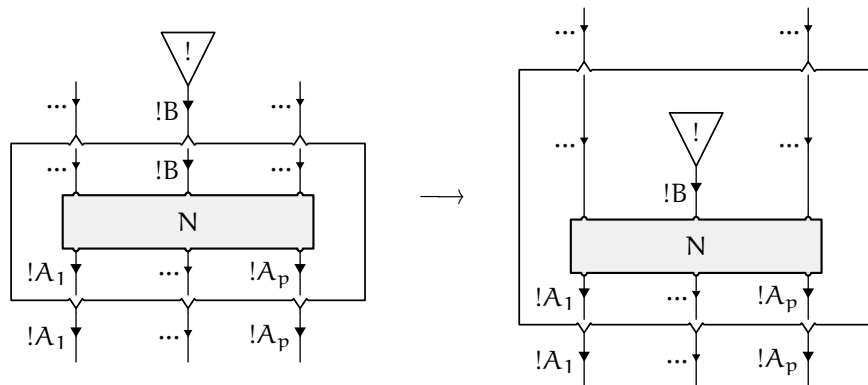 ... ...
! ... ...
... !B ...
... !B ... ... !
N → !B
!A₁ ... !Aₚ N
!A₁ ... !Aₚ !A₁ ... !Aₚ
!A₁ ... !Aₚ